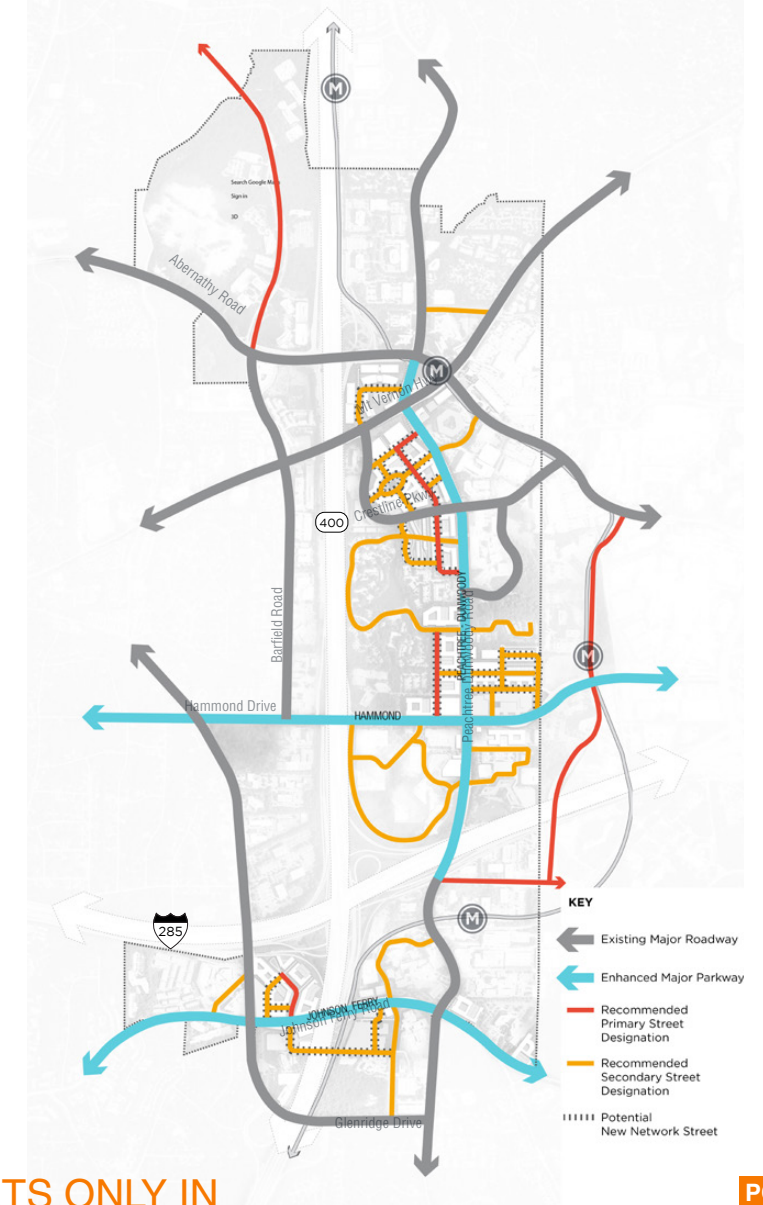 M
Search Google Ma
Sign in
3D
Abernathy Road
M
Mt Vernon Hwy
Crestline Pkwy
400
Barfield Road
PEACHTREE - DUNWOODY
Peachtree Dunwoody Road
M
Hammond Drive
HAMMOND
KEY
M
285
Existing Major Roadway
Enhanced Major Parkway
JOHNSON FERRY
Johnson Ferry Road
Recommended
Primary Street
Designation
Recommended
Secondary Street
Designation
Potential
New Network Street
Glenridge Drive
TS ONLY IN
P